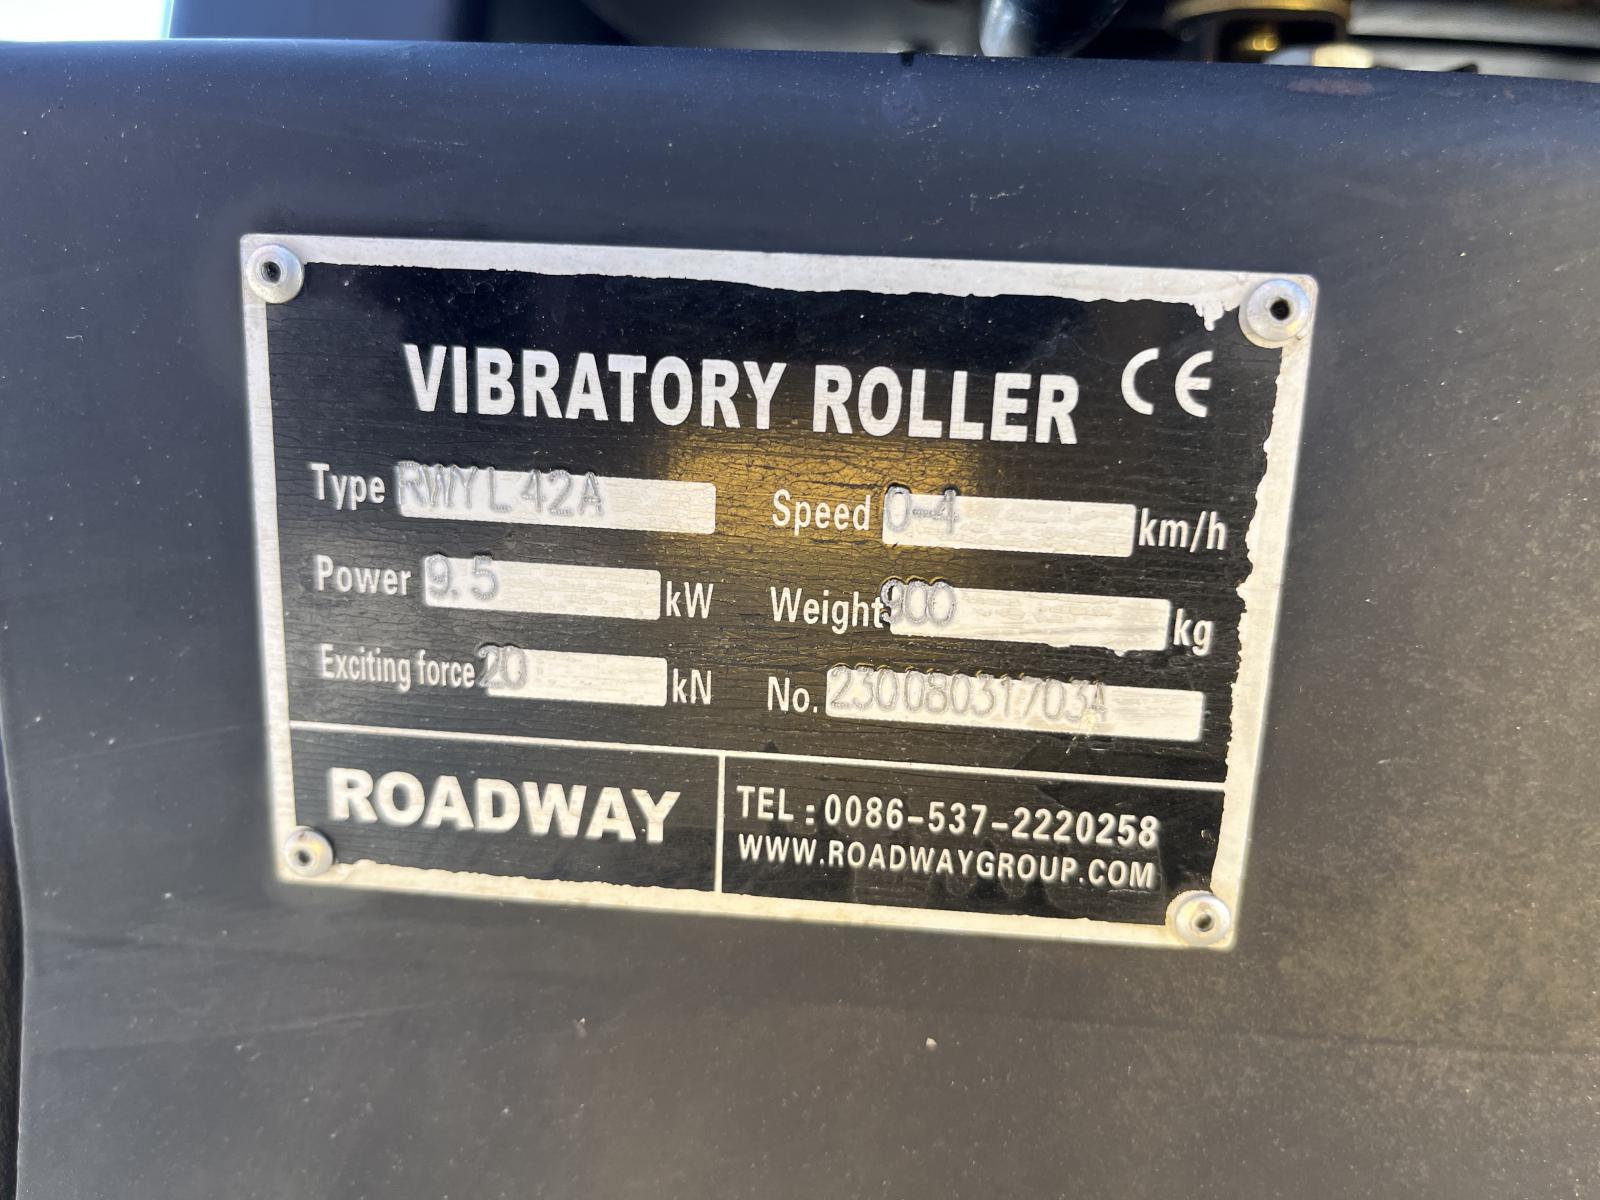 VIBRATORY ROLLER CE
Type RWYL42A Speed 0-4 km/h
Power 9.5 kW Weight 900 kg
Exciting force 20 kN No. 23008031703A
ROADWAY
TEL:0086-537-2220258
WWW.ROADWAYGROUP.COM